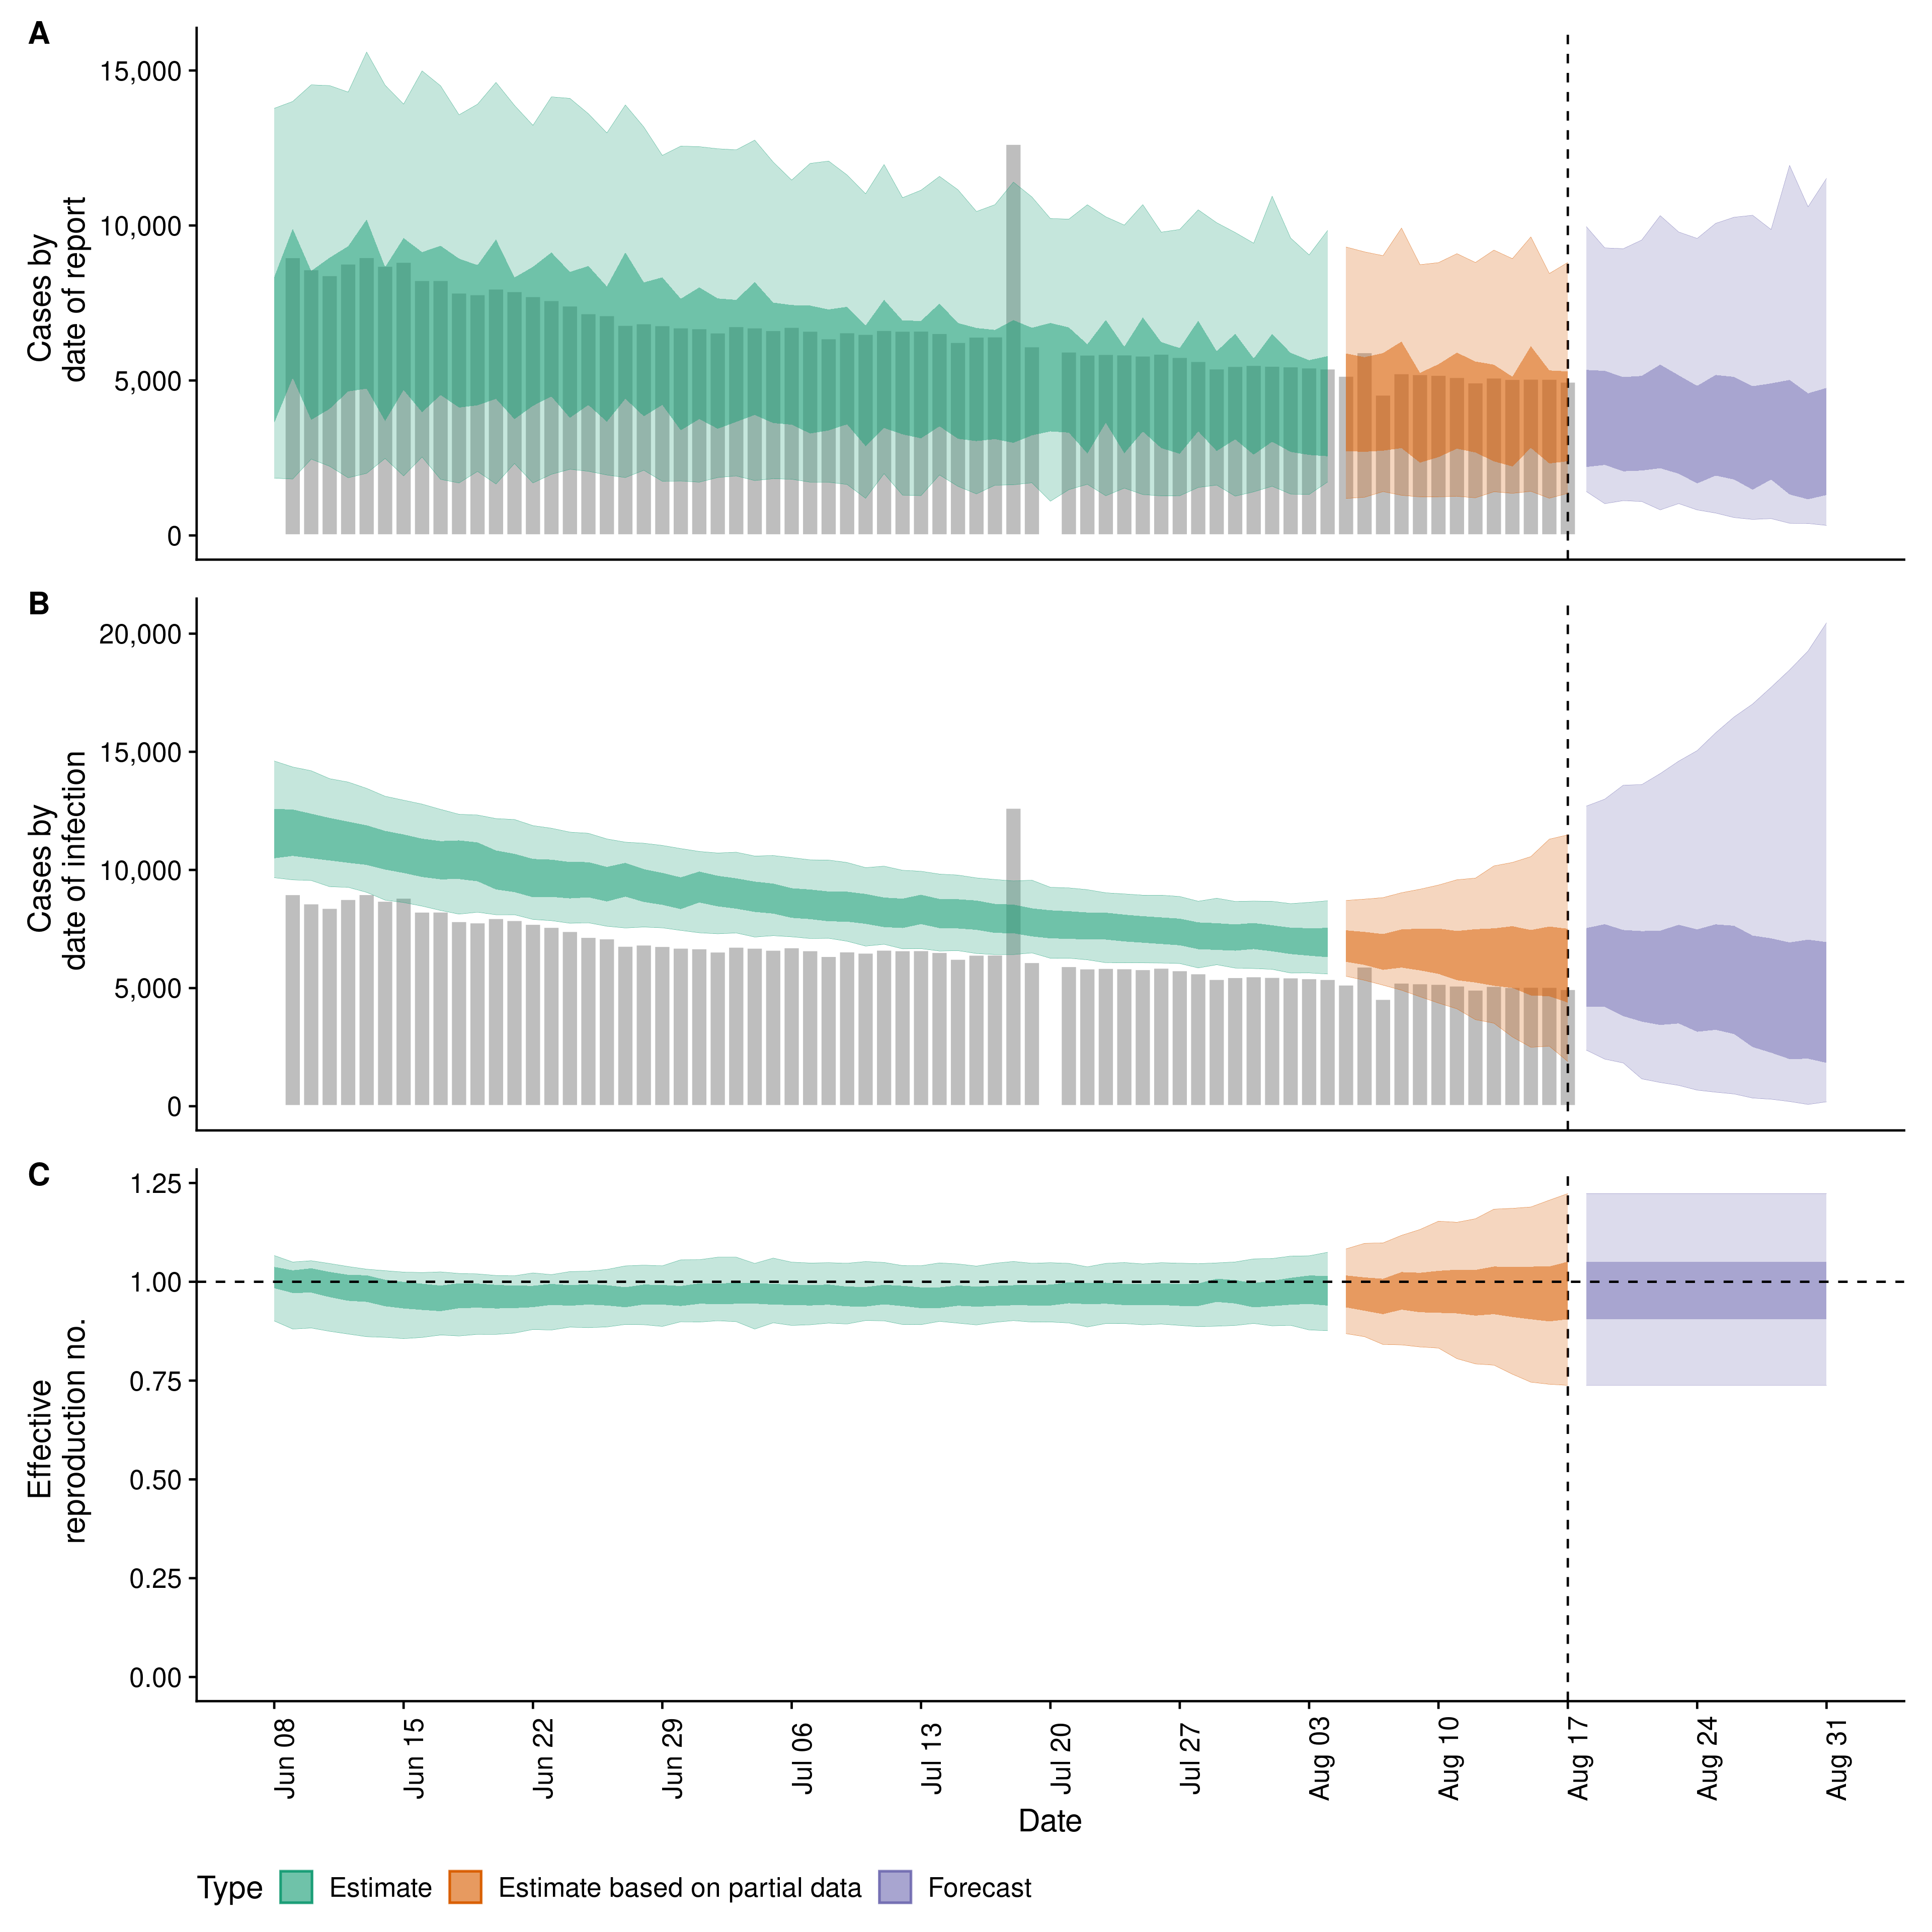 A
15,000
10,000
5,000
0
Cases by
date of report
B
20,000
15,000
10,000
5,000
0
Cases by
date of infection
C
1.25
1.00
0.75
0.50
0.25
0.00
Effective
reproduction no.
Jun 08
Jun 15
Jun 22
Jun 29
Jul 06
Jul 13
Jul 20
Jul 27
Aug 03
Aug 10
Aug 17
Aug 24
Aug 31
Date
Type Estimate Estimate based on partial data Forecast